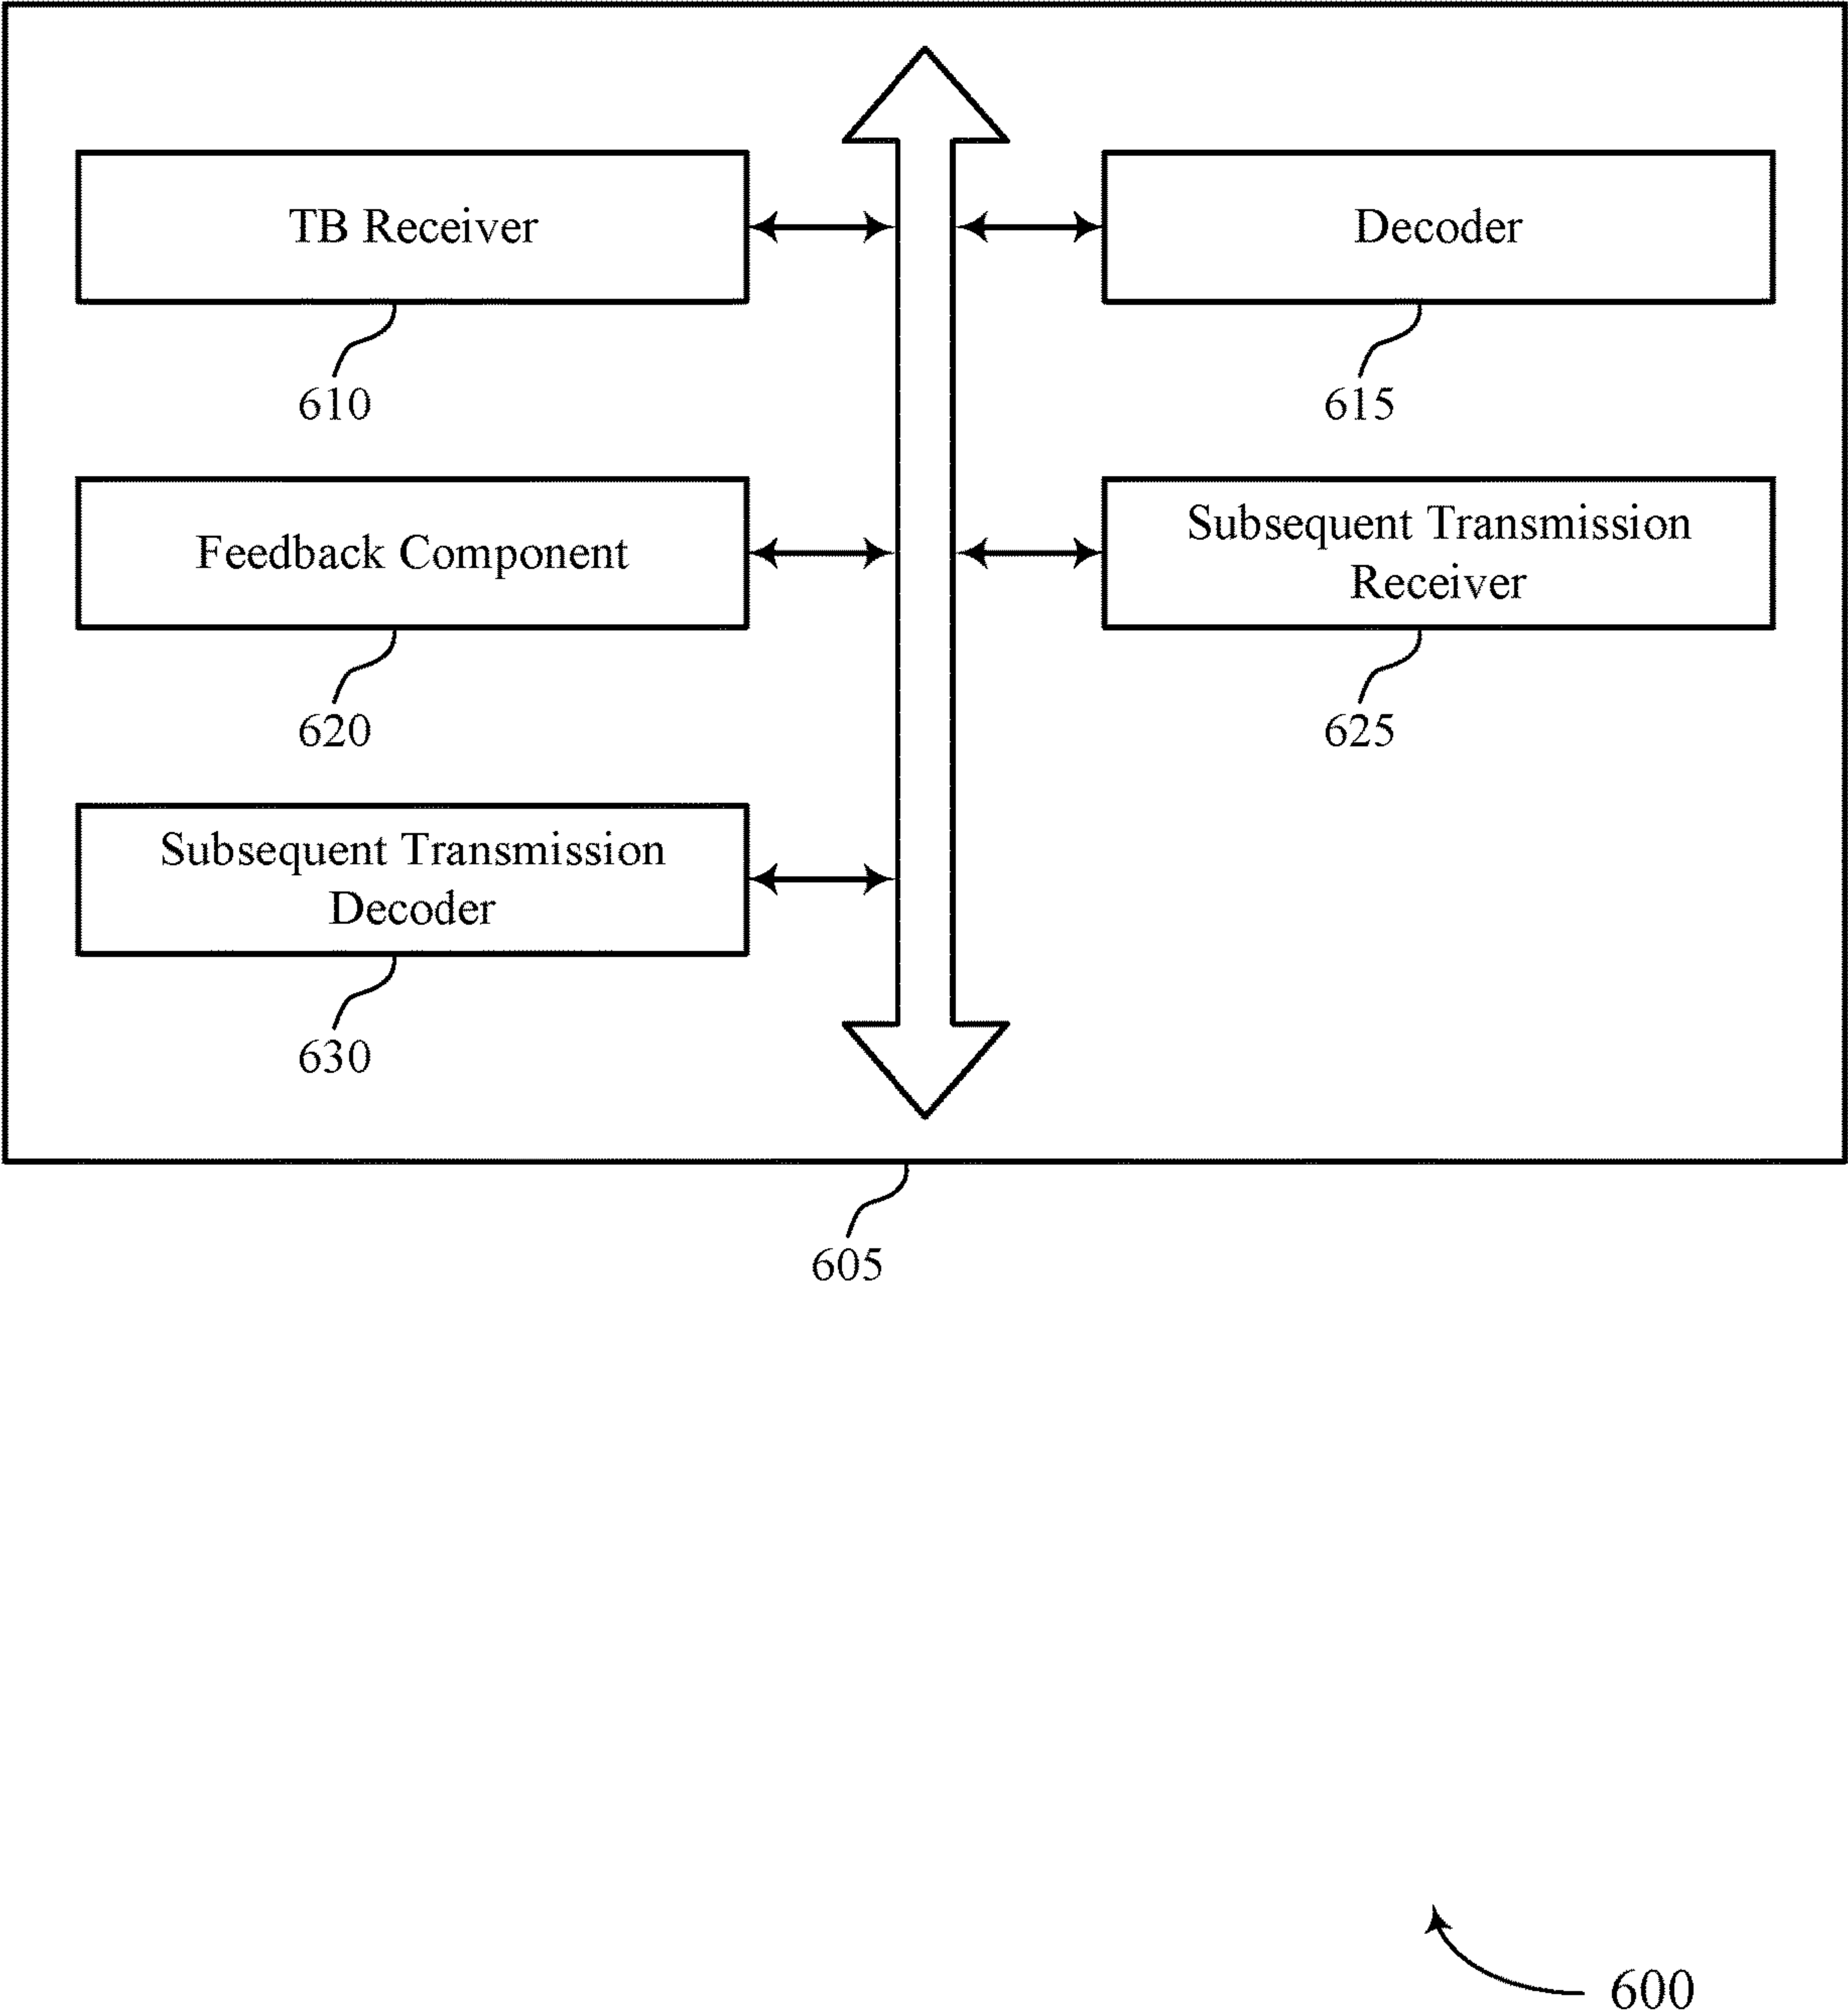 TB Receiver
610
Decoder
615
Feedback Component
620
Subsequent Transmission
Receiver
625
Subsequent Transmission
Decoder
630
605
600